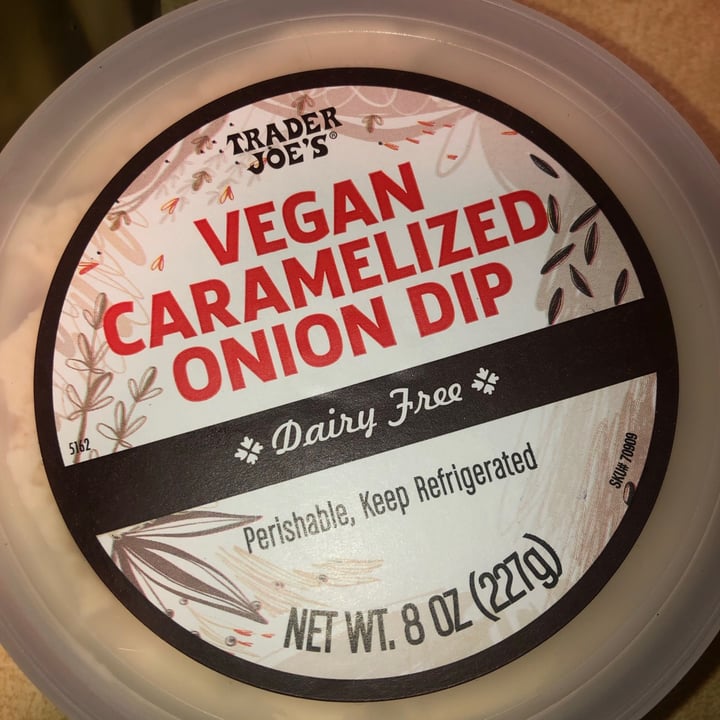 TRADER
JOE'S®
VEGAN
CARAMELIZED
ONION DIP
5162
Dairy Free
SKU# 70909
Perishable, Keep Refrigerated
NET WT. 8 OZ (227g)